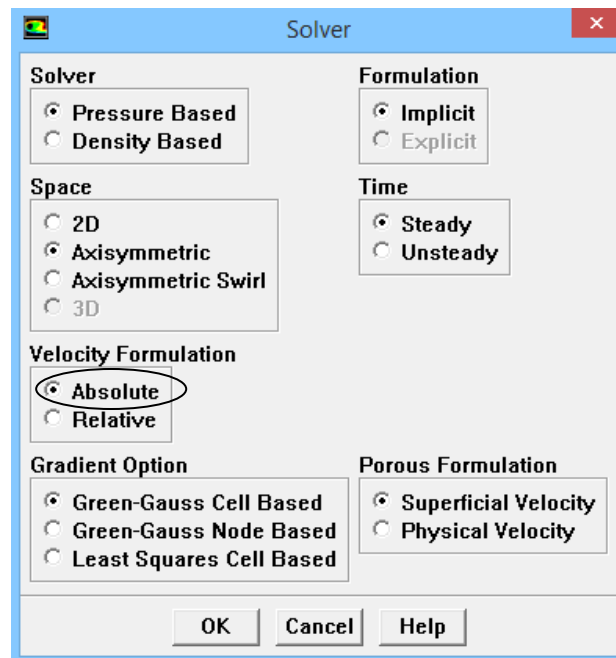 Solver
Solver
Pressure Based
Density Based
Formulation
Implicit
Explicit
Space
2D
Axisymmetric
Axisymmetric Swirl
3D
Time
Steady
Unsteady
Velocity Formulation
Absolute
Relative
Gradient Option
Green-Gauss Cell Based
Green-Gauss Node Based
Least Squares Cell Based
Porous Formulation
Superficial Velocity
Physical Velocity
OK Cancel Help